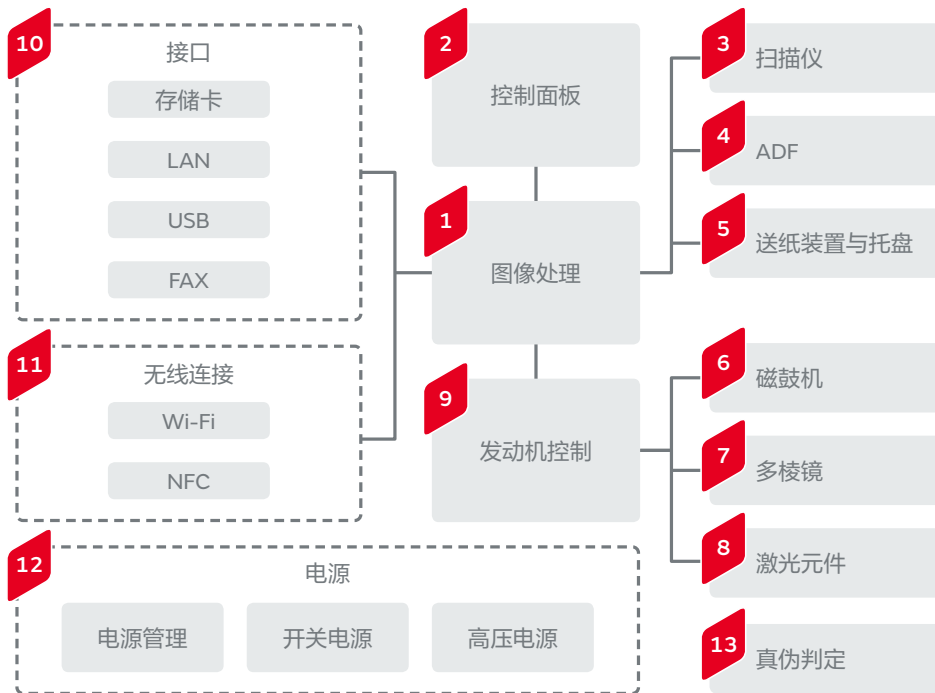 10
接口
存储卡
LAN
USB
FAX
11
无线连接
Wi-Fi
NFC
2
控制面板
1
图像处理
9
发动机控制
3
扫描仪
4
ADF
5
送纸装置与托盘
6
磁鼓机
7
多棱镜
8
激光元件
12
电源
电源管理
开关电源
高压电源
13
真伪判定